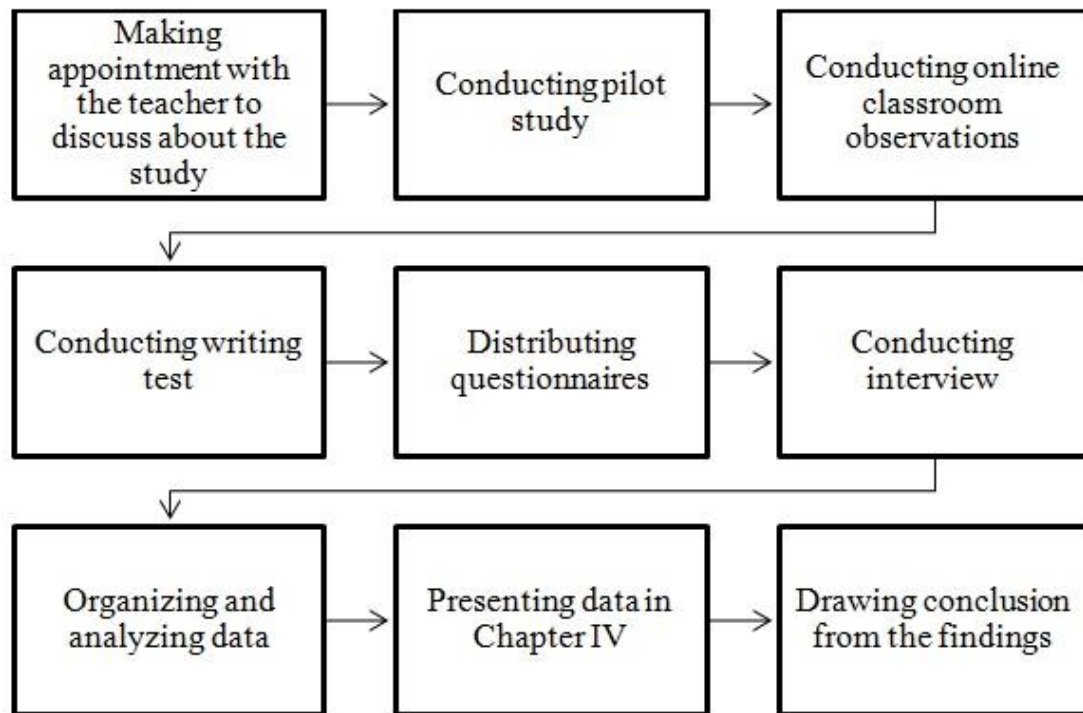 Making
appointment with
the teacher to
discuss about the
study
Conducting pilot
study
Conducting online
classroom
observations
Conducting writing
test
Distributing
questionnaires
Conducting
interview
Organizing and
analyzing data
Presenting data in
Chapter IV
Drawing conclusion
from the findings